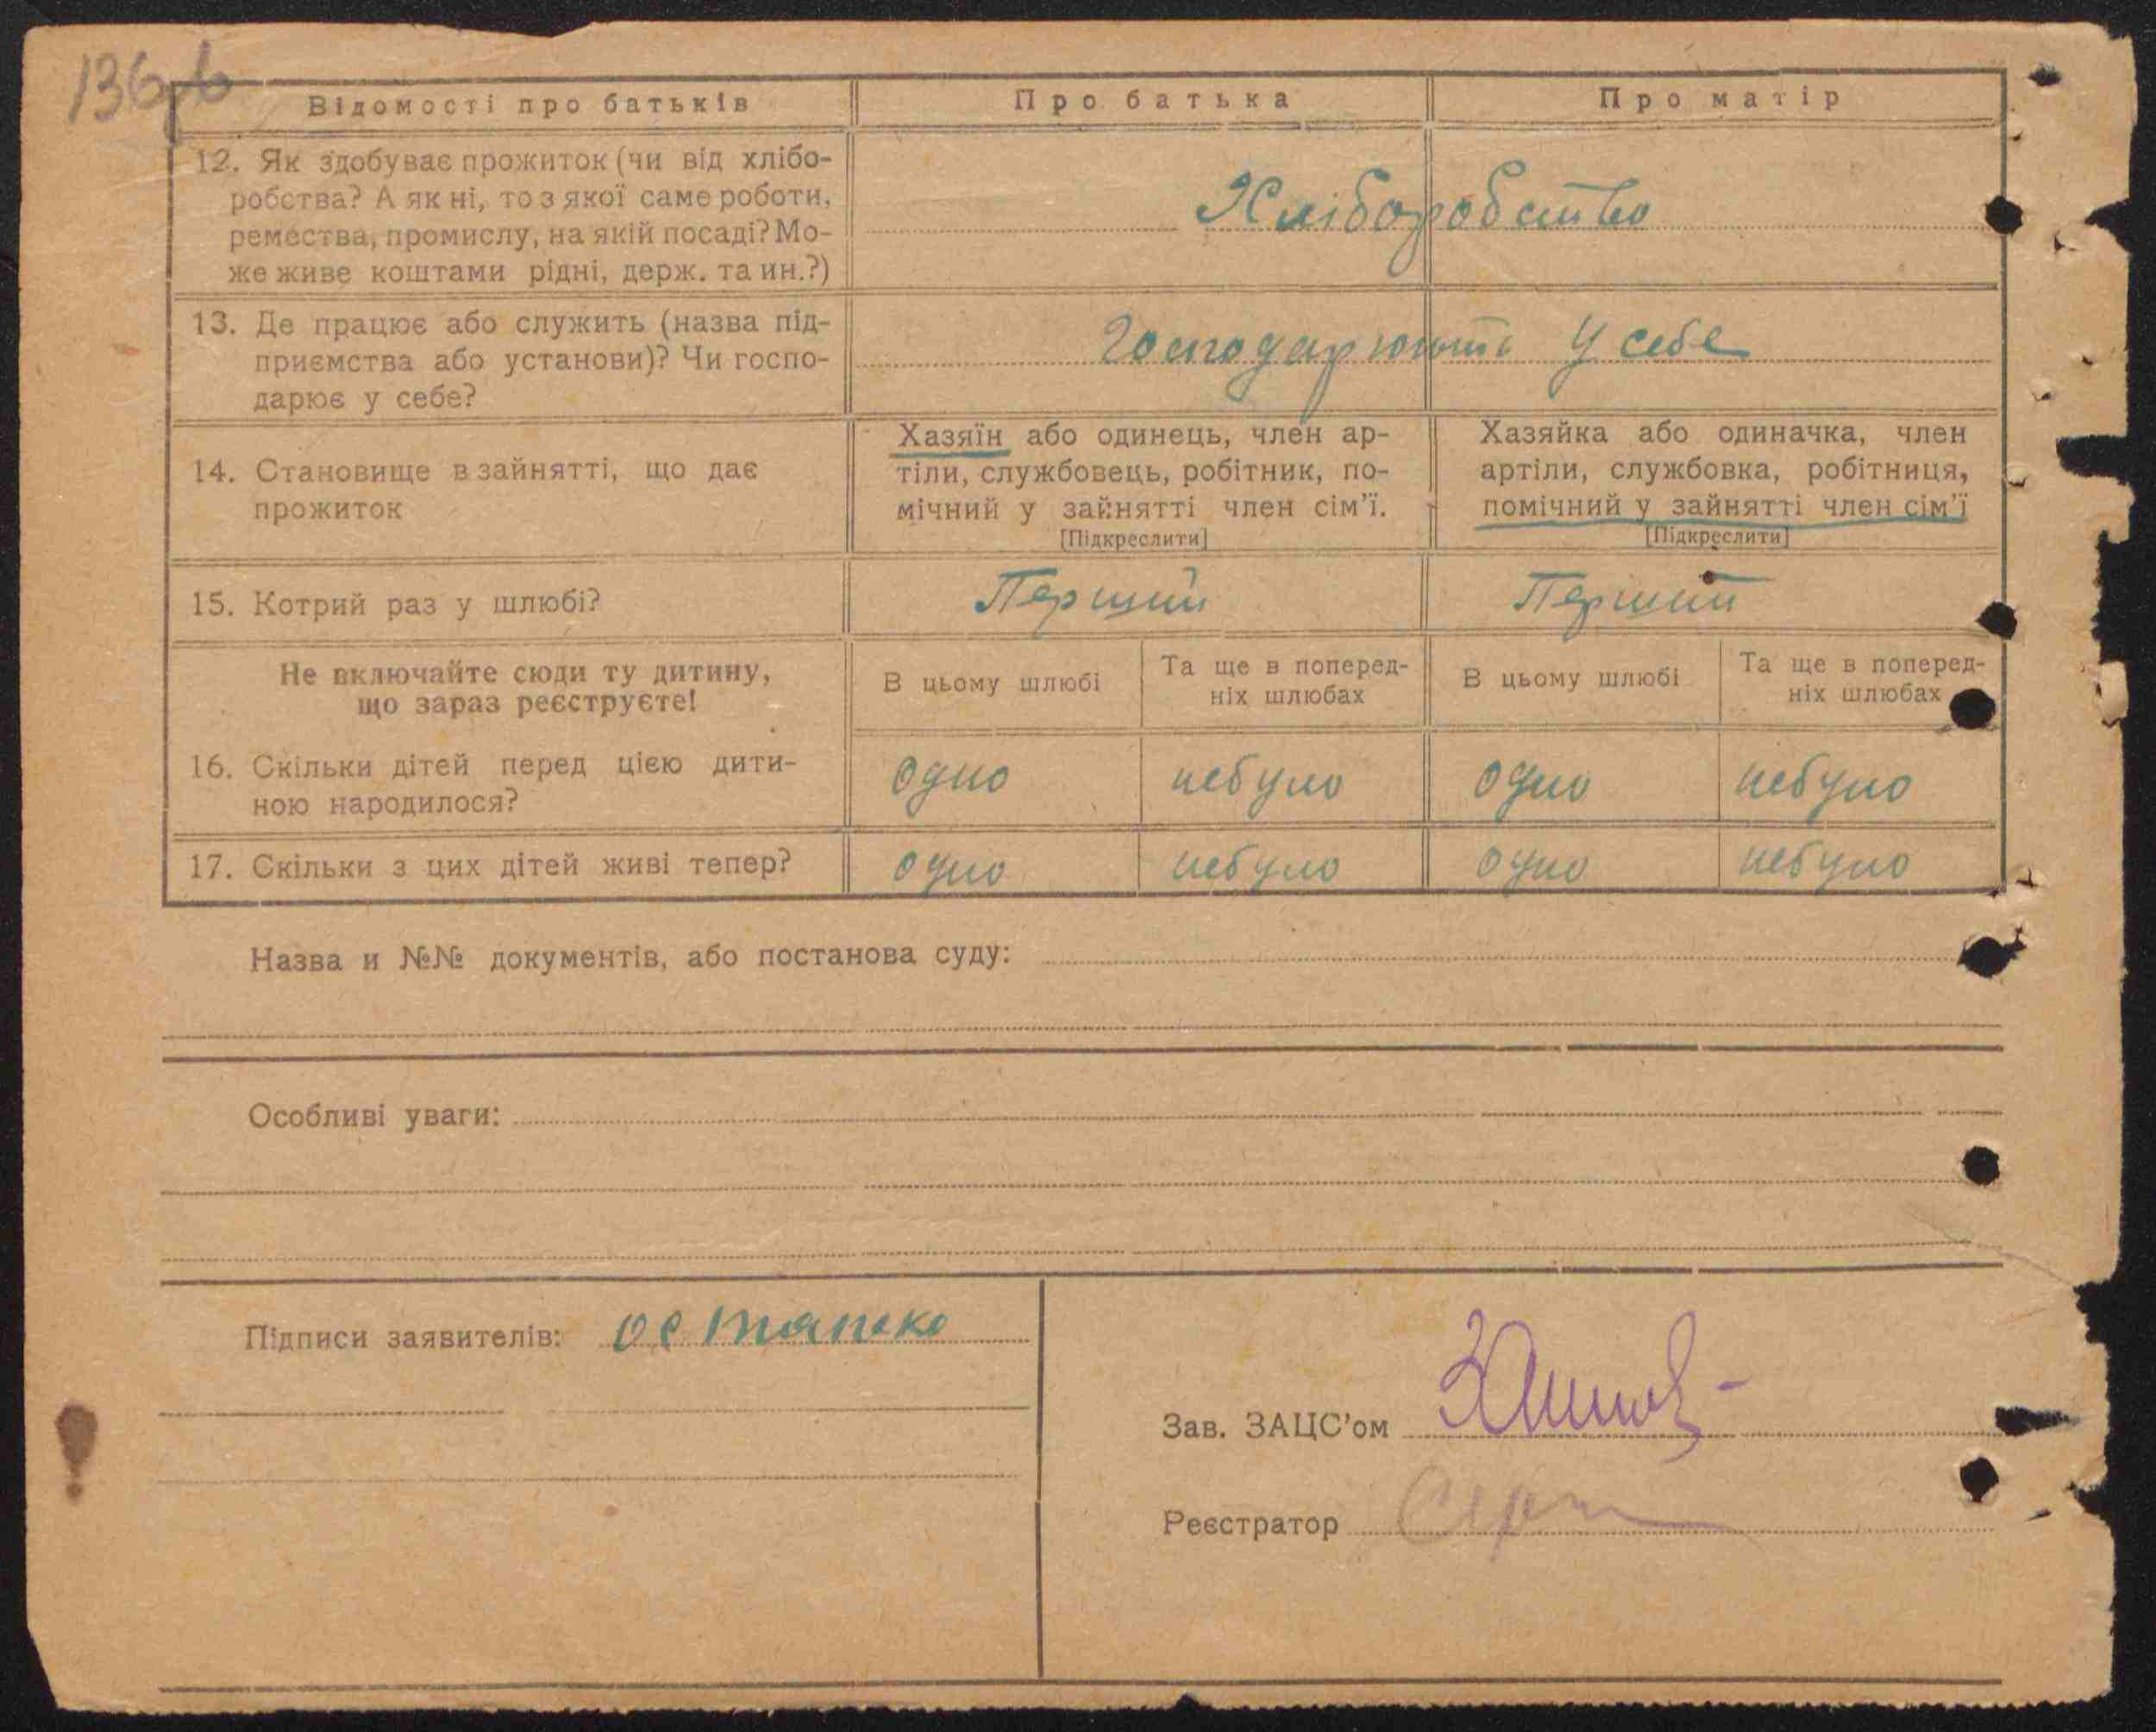 136
Відомості про батьків Про батька Про матір
12. Як здобуває прожиток (чи від хлібо-
робства? А як ні, то з якої саме роботи,
ремества, промислу, на якій посаді? Мо-
же живе коштами рідні, держ. та ин.?)
Хліборобство
13. Де працює або служить (назва під-
приємства або установи)? Чи госпо-
дарює у себе?
Господарюють У себе
14. Становище в зайнятті, що дає
прожиток
Хазяїн або одинець, член ар-
тіли, службовець, робітник, по-
мічний у зайнятті член сім’ї.
[Підкреслити]
Хазяйка або одиначка, член
артіли, службовка, робітниця,
помічний у зайнятті член сім’ї
[Підкреслити]
15. Котрий раз у шлюбі? Перший Перший
Не включайте сюди ту дитину,
що зараз реєструєте!
В цьому шлюбі
Та ще в поперед-
ніх шлюбах
В цьому шлюбі
Та ще в поперед-
ніх шлюбах
16. Скільки дітей перед цією дити-
ною народилося?
одно небуло одно небуло
17. Скільки з цих дітей живі тепер? одно небуло одно небуло
Назва и №№ документів, або постанова суду:
Особливі уваги:
Підписи заявителів: остапеко
Зав. ЗАЦС’ом
Реєстратор